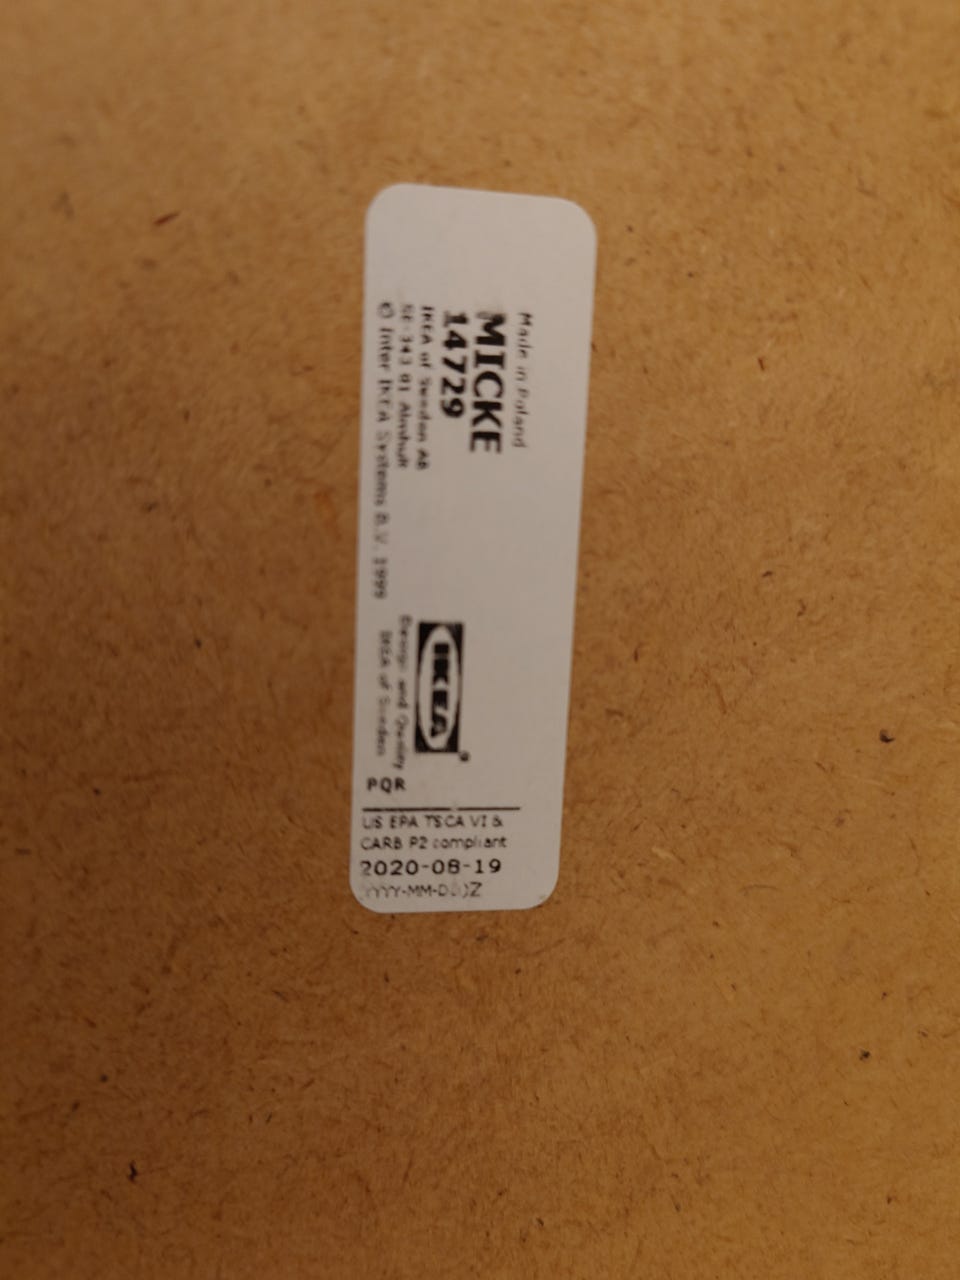 Made in Poland
MICKE
14729
IKEA of Sweden AB
SE-343 81 Älmhult
© Inter IKEA Systems B.V. 1999
IKEA®
Design and Quality
IKEA of Sweden
PQR
US EPA TSCA VI &
CARB P2 compliant
2020-08-19